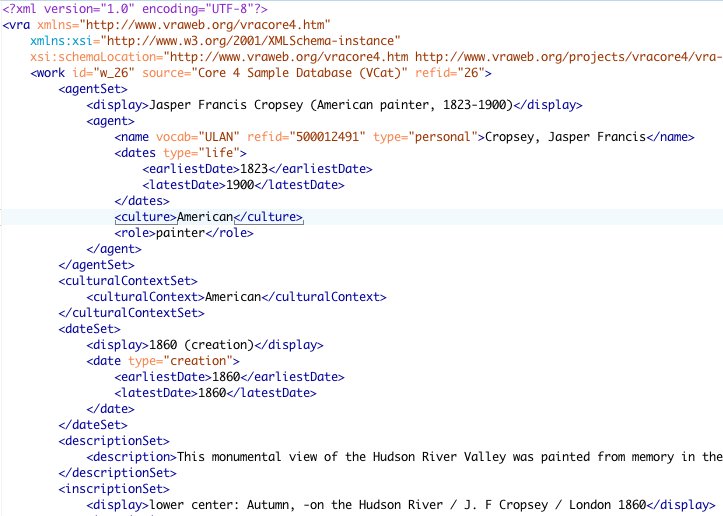 <?xml version="1.0" encoding="UTF-8"?>
<vra xmlns="http://www.vraweb.org/vracore4.htm"
xmlns:xsi="http://www.w3.org/2001/XMLSchema-instance"
xsi:schemaLocation="http://www.vraweb.org/vracore4.htm http://www.vraweb.org/projects/vracore4/vra-
<work id="w_26" source="Core 4 Sample Database (VCat)" refid="26">
<agentSet>
<display>Jasper Francis Cropsey (American painter, 1823-1900)</display>
<agent>
<name vocab="ULAN" refid="500012491" type="personal">Cropsey, Jasper Francis</name>
<dates type="life">
<earliestDate>1823</earliestDate>
<latestDate>1900</latestDate>
</dates>
<culture>American</culture>
<role>painter</role>
</agent>
</agentSet>
<culturalContextSet>
<culturalContext>American</culturalContext>
</culturalContextSet>
<dateSet>
<display>1860 (creation)</display>
<date type="creation">
<earliestDate>1860</earliestDate>
<latestDate>1860</latestDate>
</date>
</dateSet>
<descriptionSet>
<description>This monumental view of the Hudson River Valley was painted from memory in the
</descriptionSet>
<inscriptionSet>
<display>lower center: Autumn, -on the Hudson River / J. F Cropsey / London 1860</display>